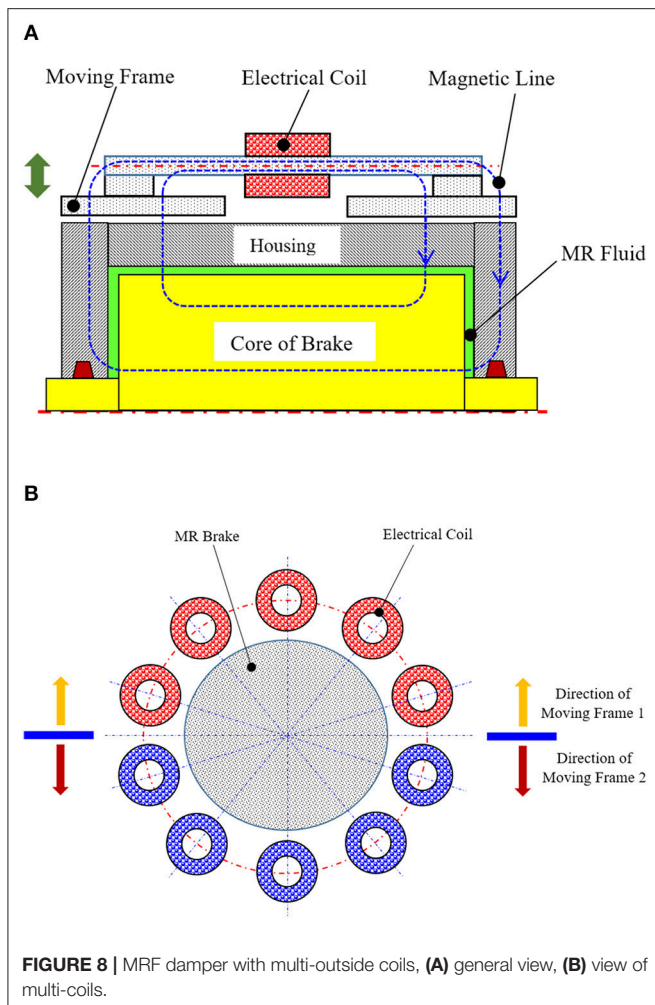 A
Moving Frame
Electrical Coil
Magnetic Line
Housing
MR Fluid
Core of Brake
B
MR Brake
Electrical Coil
Direction of
Moving Frame 1
Direction of
Moving Frame 2
FIGURE 8 | MRF damper with multi-outside coils, (A) general view, (B) view of
multi-coils.